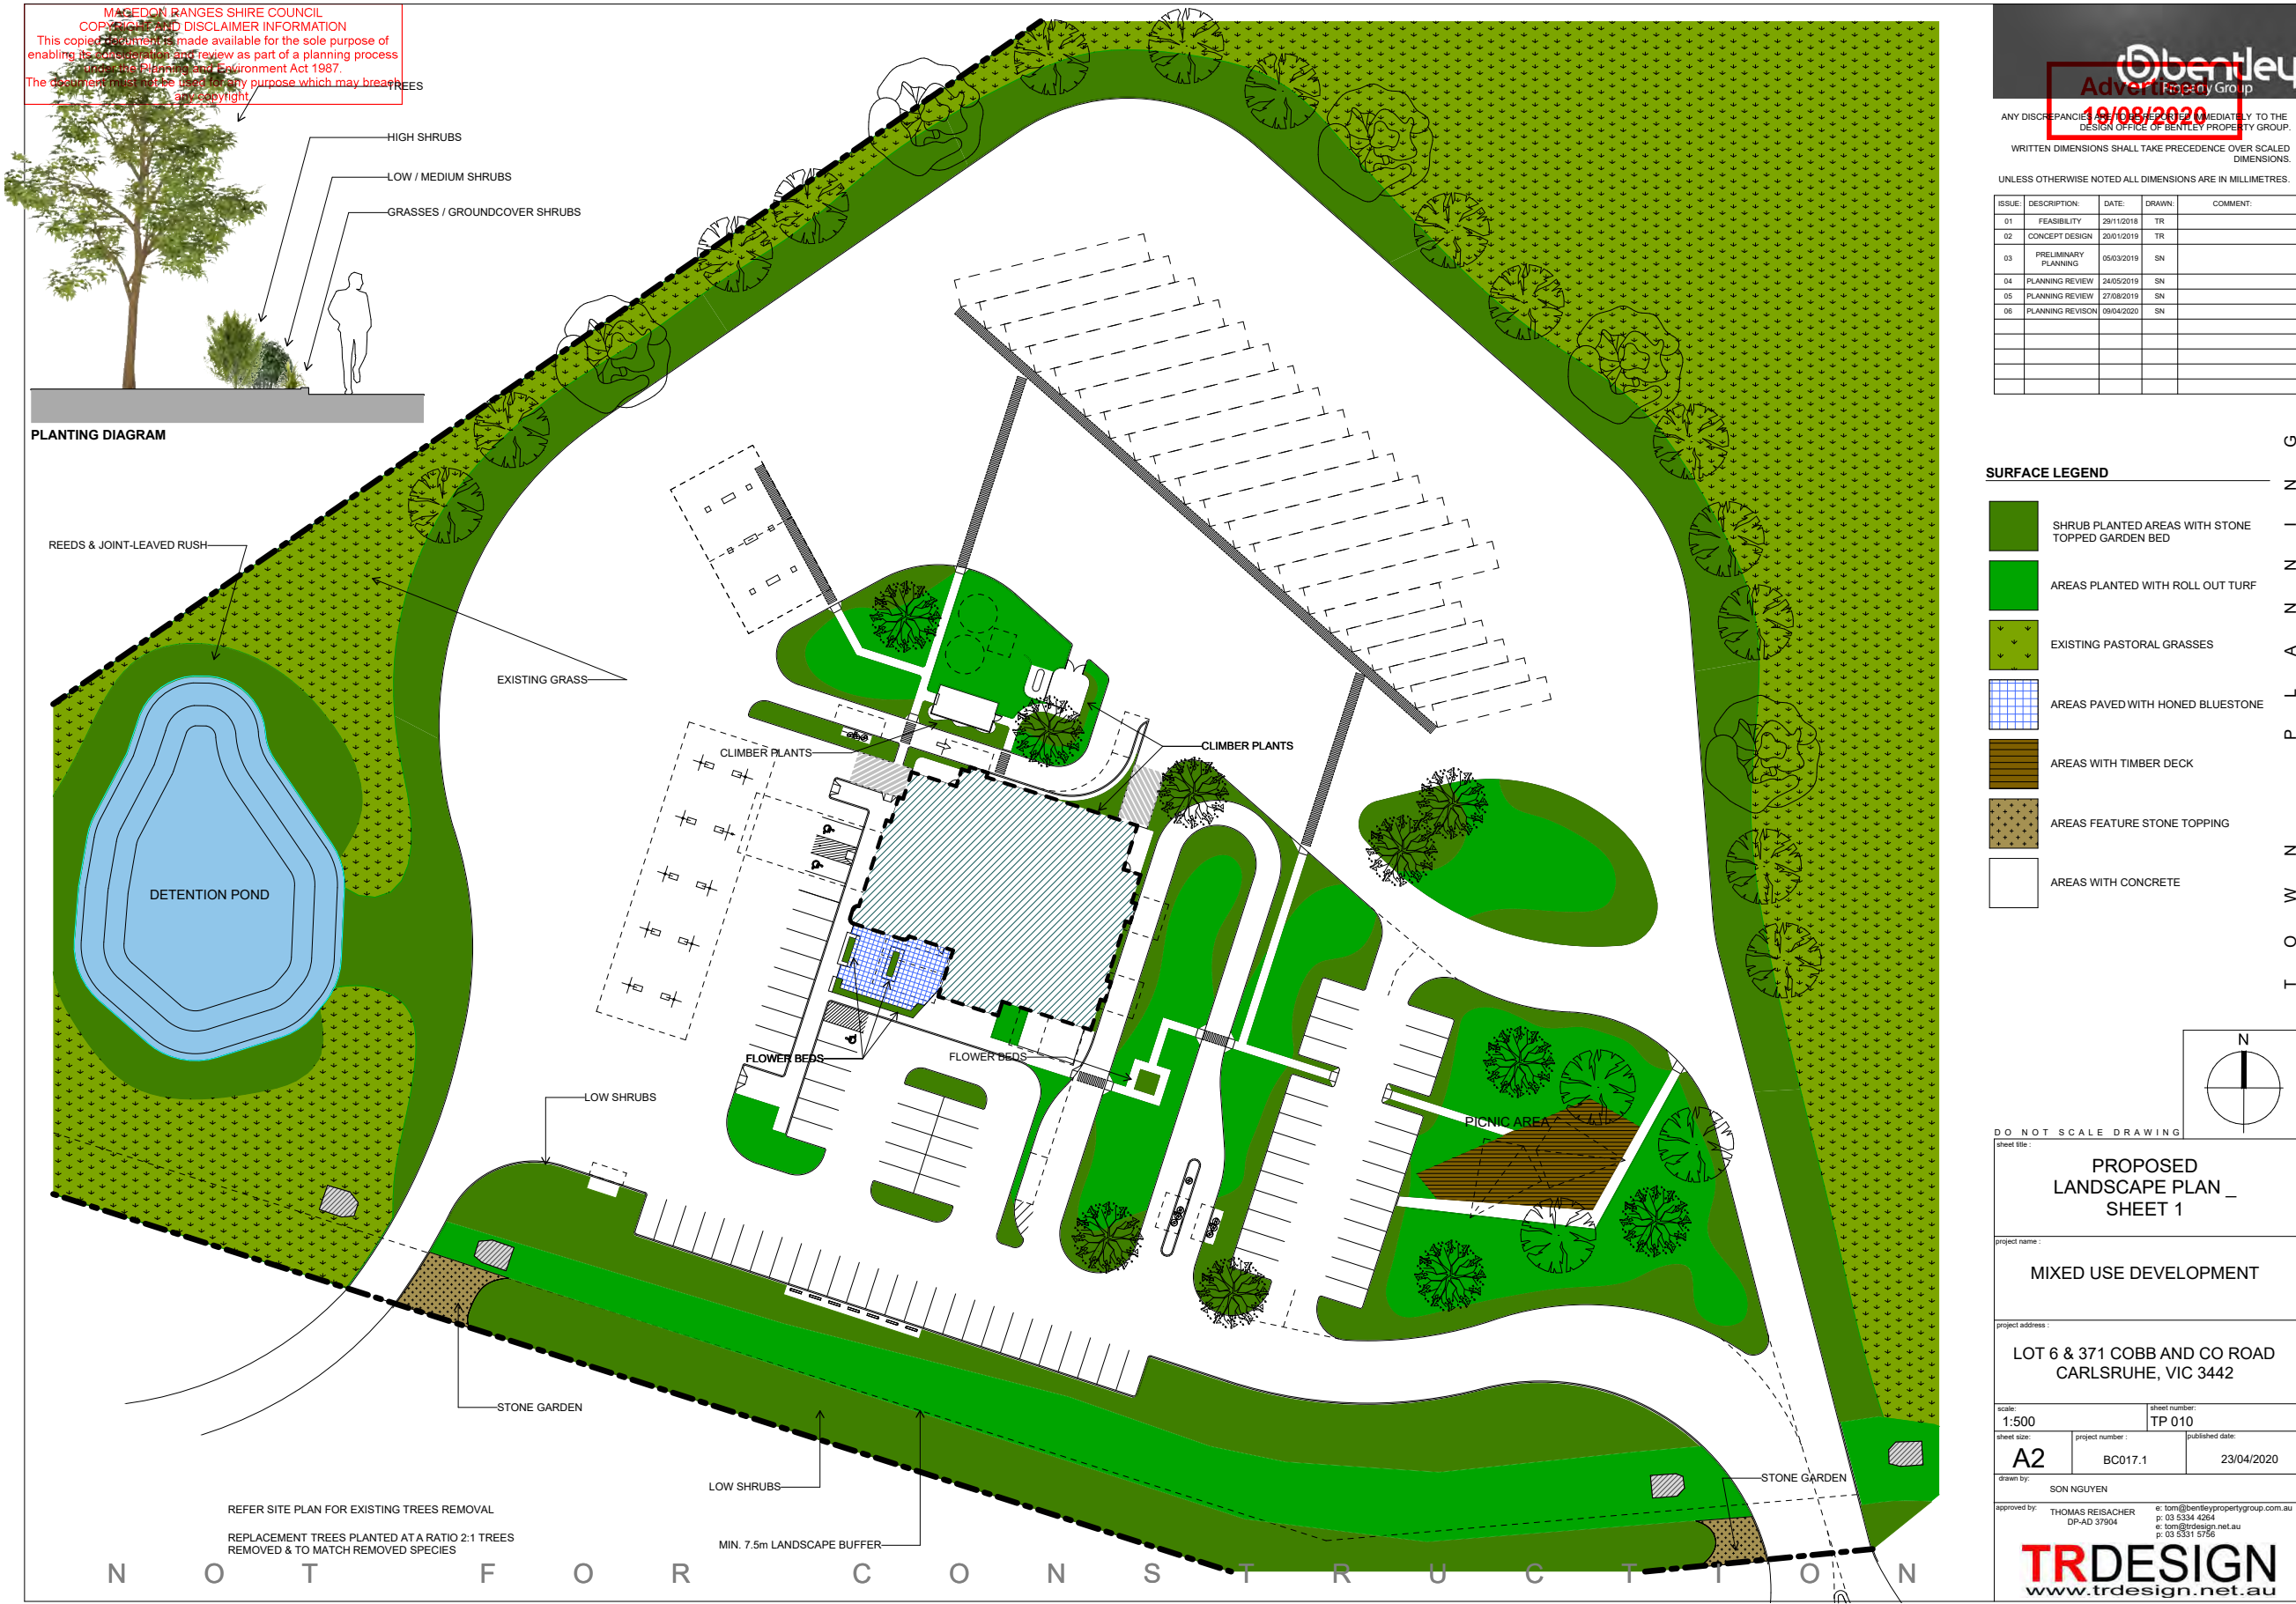 MACEDON RANGES SHIRE COUNCIL
COPYRIGHT AND DISCLAIMER INFORMATION
This copied document is made available for the sole purpose of
enabling its consideration and review as part of a planning process
under the Planning and Environment Act 1987.
The document must not be used for any purpose which may breach
any copyright
TREES
HIGH SHRUBS
LOW / MEDIUM SHRUBS
GRASSES / GROUNDCOVER SHRUBS
PLANTING DIAGRAM
REEDS & JOINT-LEAVED RUSH
EXISTING GRASS
CLIMBER PLANTS
CLIMBER PLANTS
DETENTION POND
FLOWER BEDS
FLOWER BEDS
LOW SHRUBS
PICNIC AREA
STONE GARDEN
LOW SHRUBS
STONE GARDEN
MIN. 7.5m LANDSCAPE BUFFER
REFER SITE PLAN FOR EXISTING TREES REMOVAL
REPLACEMENT TREES PLANTED AT A RATIO 2:1 TREES
REMOVED & TO MATCH REMOVED SPECIES
NOT FOR CONSTRUCTION
bentley
Property Group
Advertised
19/08/2020
ANY DISCREPANCIES ARE TO BE REPORTED IMMEDIATELY TO THE
DESIGN OFFICE OF BENTLEY PROPERTY GROUP.
WRITTEN DIMENSIONS SHALL TAKE PRECEDENCE OVER SCALED
DIMENSIONS.
UNLESS OTHERWISE NOTED ALL DIMENSIONS ARE IN MILLIMETRES.
ISSUE: DESCRIPTION: DATE: DRAWN: COMMENT:
01 FEASIBILITY 29/11/2018 TR
02 CONCEPT DESIGN 20/01/2019 TR
03 PRELIMINARY PLANNING 05/03/2019 SN
04 PLANNING REVIEW 24/05/2019 SN
05 PLANNING REVIEW 27/08/2019 SN
06 PLANNING REVISON 09/04/2020 SN
SURFACE LEGEND
SHRUB PLANTED AREAS WITH STONE
TOPPED GARDEN BED
AREAS PLANTED WITH ROLL OUT TURF
EXISTING PASTORAL GRASSES
AREAS PAVED WITH HONED BLUESTONE
AREAS WITH TIMBER DECK
AREAS FEATURE STONE TOPPING
AREAS WITH CONCRETE
TOWN PLANNING
N
DO NOT SCALE DRAWING
sheet title :
PROPOSED
LANDSCAPE PLAN _
SHEET 1
project name :
MIXED USE DEVELOPMENT
project address :
LOT 6 & 371 COBB AND CO ROAD
CARLSRUHE, VIC 3442
scale: 1:500
sheet number: TP 010
sheet size: A2
project number : BC017.1
published date: 23/04/2020
drawn by:
SON NGUYEN
approved by:
THOMAS REISACHER
DP-AD 37904
e: tom@bentleypropertygroup.com.au
p: 03 5334 4264
e: tom@trdesign.net.au
p: 03 5331 5756
TRDESIGN
www.trdesign.net.au